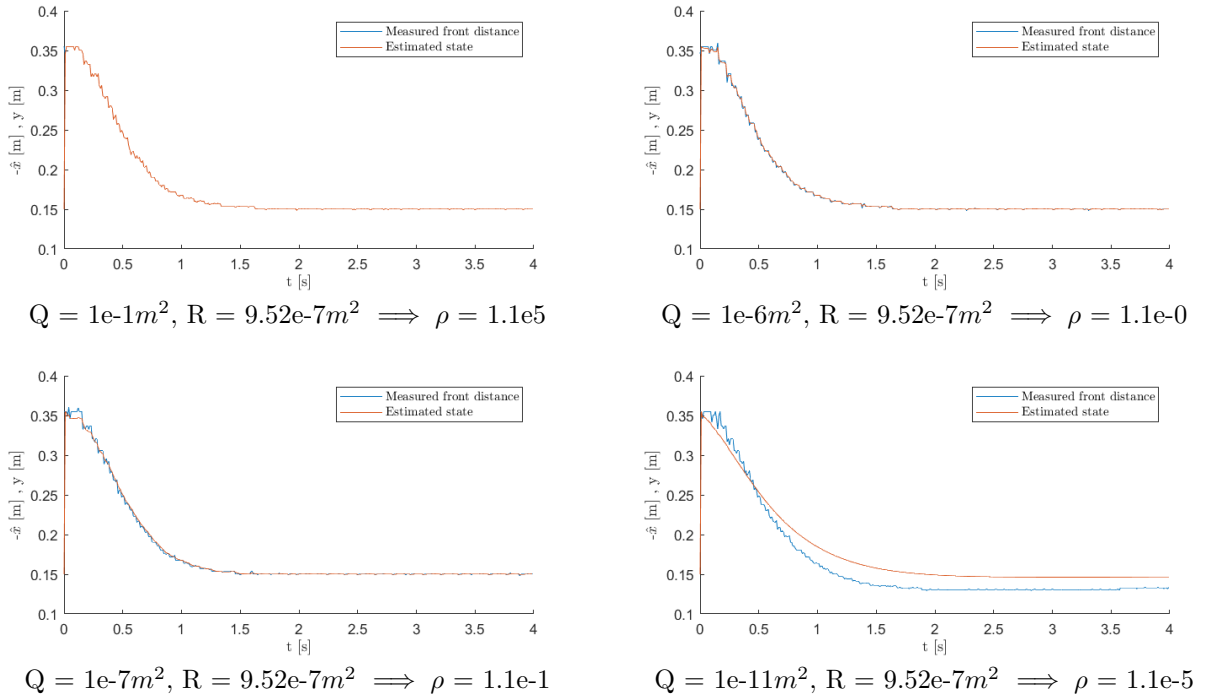 0.4
0.35
0.3
0.25
0.2
0.15
0.1
-x̂ [m] , y [m]
Measured front distance
Estimated state
0 0.5 1 1.5 2 2.5 3 3.5 4
t [s]
Q = 1e-1m², R = 9.52e-7m² ⟹ ρ = 1.1e5
0.4
0.35
0.3
0.25
0.2
0.15
0.1
-x̂ [m] , y [m]
Measured front distance
Estimated state
0 0.5 1 1.5 2 2.5 3 3.5 4
t [s]
Q = 1e-6m², R = 9.52e-7m² ⟹ ρ = 1.1e-0
0.4
0.35
0.3
0.25
0.2
0.15
0.1
-x̂ [m] , y [m]
Measured front distance
Estimated state
0 0.5 1 1.5 2 2.5 3 3.5 4
t [s]
Q = 1e-7m², R = 9.52e-7m² ⟹ ρ = 1.1e-1
0.4
0.35
0.3
0.25
0.2
0.15
0.1
-x̂ [m] , y [m]
Measured front distance
Estimated state
0 0.5 1 1.5 2 2.5 3 3.5 4
t [s]
Q = 1e-11m², R = 9.52e-7m² ⟹ ρ = 1.1e-5